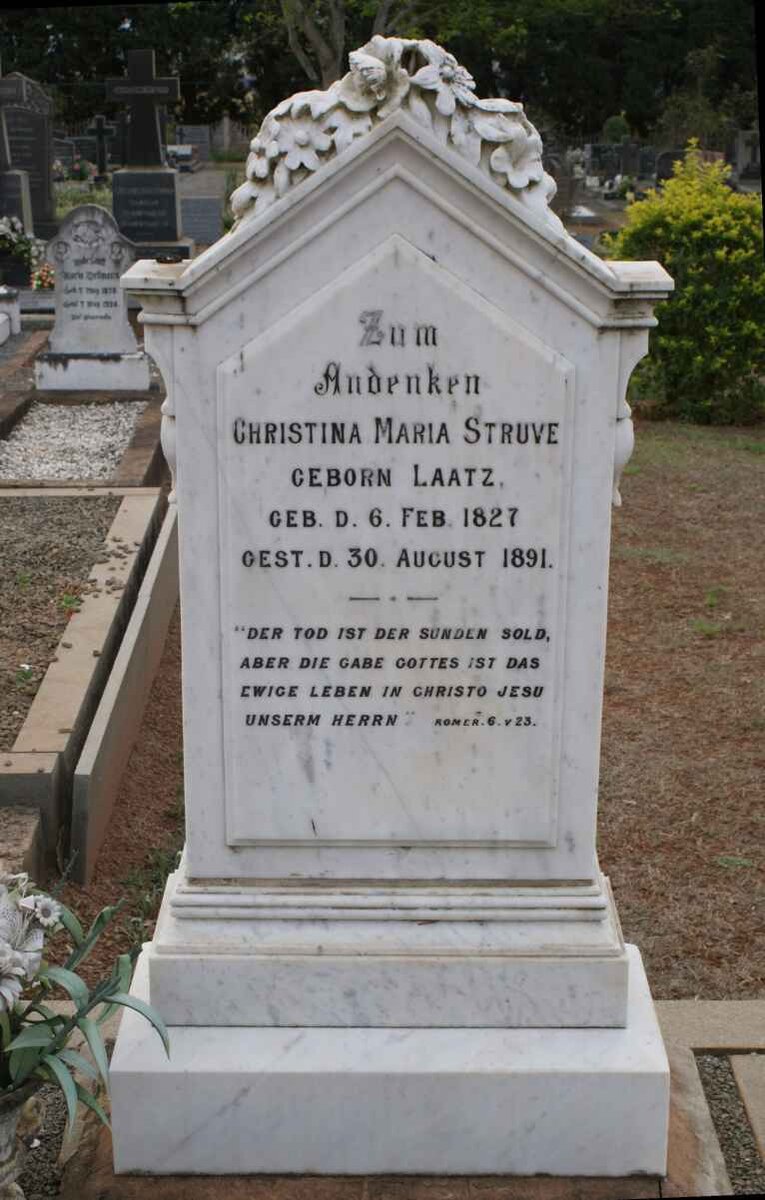 Zum
Andenken
CHRISTINA MARIA STRUVE
GEBORN LAATZ,
GEB. D. 6. FEB. 1827
GEST. D. 30. AUGUST 1891.
"DER TOD IST DER SUNDEN SOLD,
ABER DIE GABE GOTTES IST DAS
EWIGE LEBEN IN CHRISTO JESU
UNSERM HERRN" ROMER. 6. V 23.